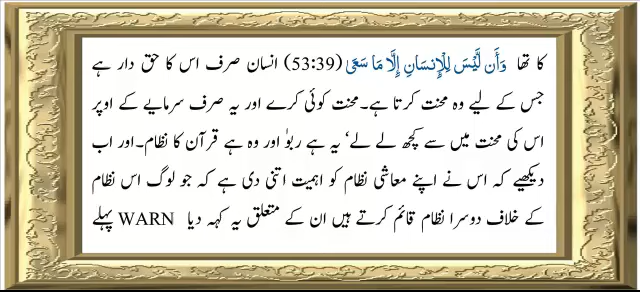 کا تھا وَأَن لَّيْسَ لِلْإِنسَانِ إِلَّا مَا سَعَىٰ (53:39) انسان صرف اس کا حق دار ہے
جس کے لیے وہ محنت کرتا ہے۔ محنت کوئی کرے اور یہ صرف سرمایے کے اوپر
اس کی محنت میں سے کچھ لے لے‘ یہ ہے ربوٰ اور وہ ہے قرآن کا نظام۔ اور اب
دیکھیے کہ اس نے اپنے معاشی نظام کو اہمیت اتنی دی ہے کہ جو لوگ اس نظام
کے خلاف دوسرا نظام قائم کرتے ہیں ان کے متعلق یہ کہہ دیا WARN پہلے